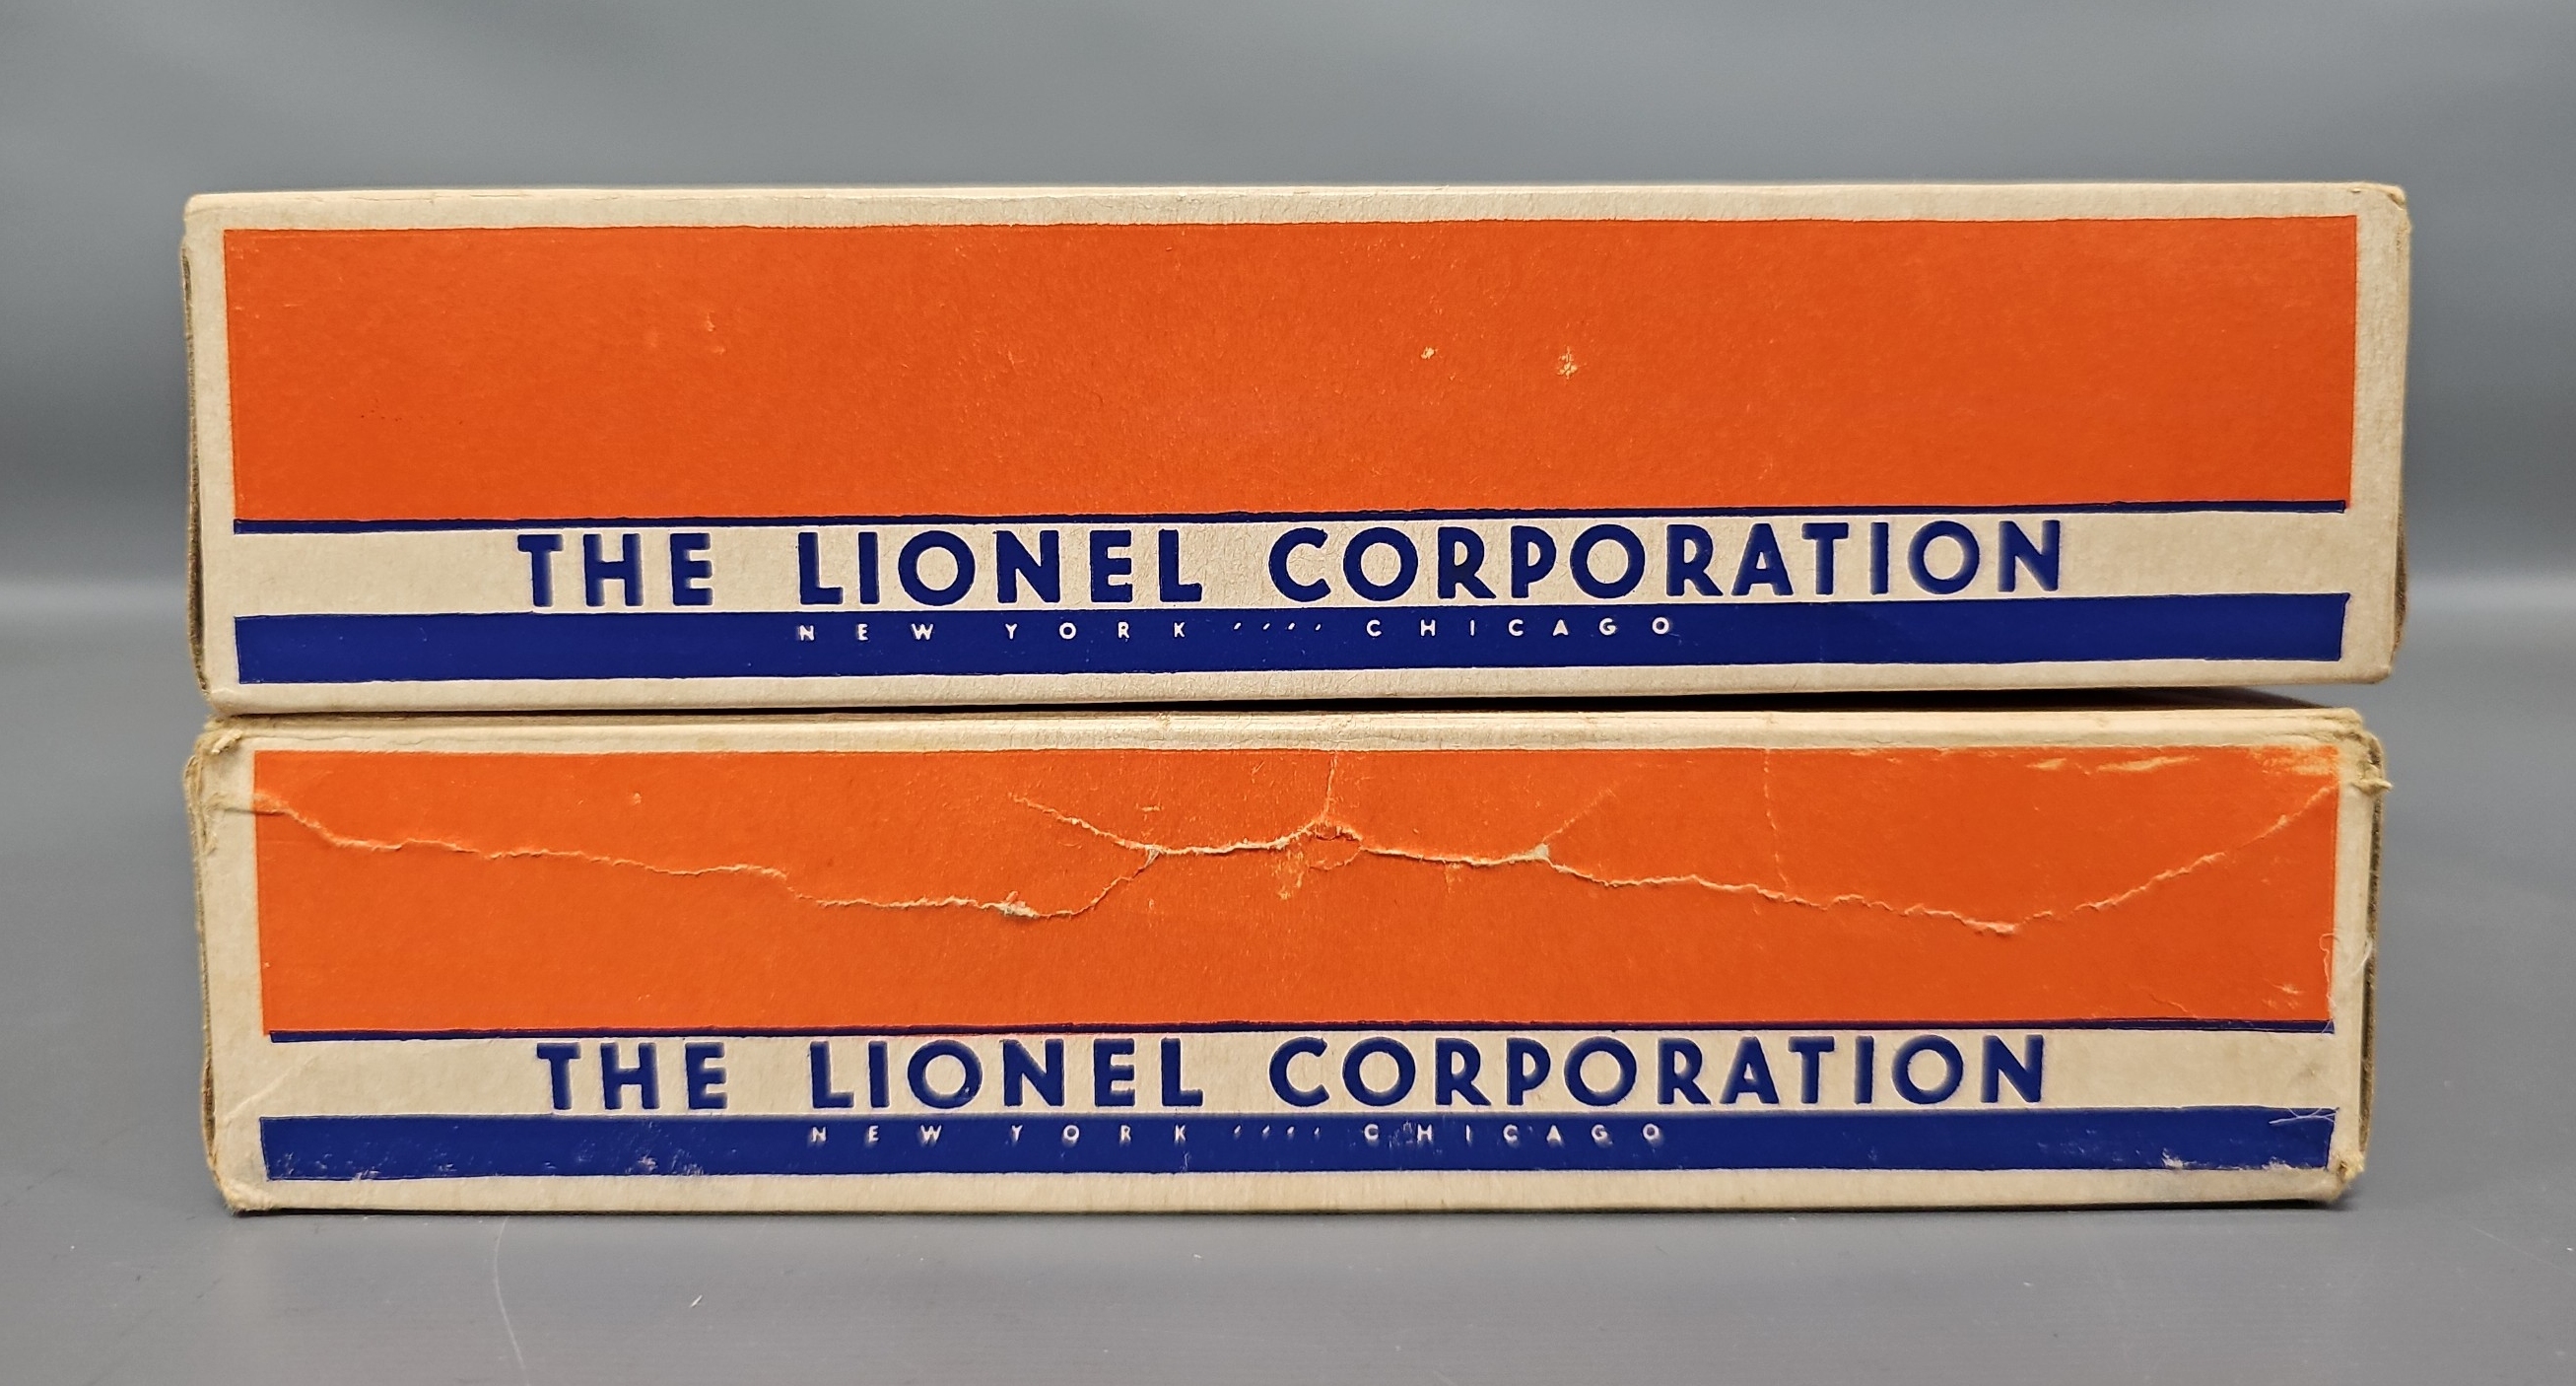 THE LIONEL CORPORATION
NEW YORK ′′′′ CHICAGO
THE LIONEL CORPORATION
NEW YORK ′′′′ CHICAGO